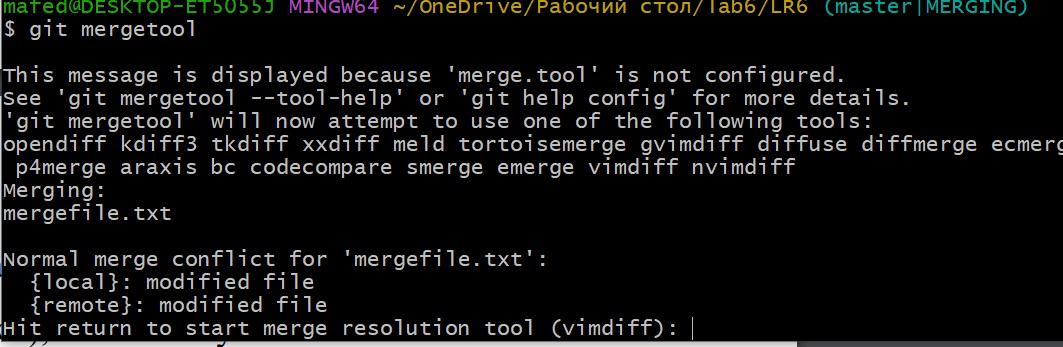 mafed@DESKTOP-ET5055J MINGW64 ~/OneDrive/Рабочий стол/Tab6/LR6 (master|MERGING)
$ git mergetool
This message is displayed because 'merge.tool' is not configured.
See 'git mergetool --tool-help' or 'git help config' for more details.
'git mergetool' will now attempt to use one of the following tools:
opendiff kdiff3 tkdiff xxdiff meld tortoisemerge gvimdiff diffuse diffmerge ecmerg
p4merge araxis bc codecompare smerge emerge vimdiff nvimdiff
Merging:
mergefile.txt
Normal merge conflict for 'mergefile.txt':
{local}: modified file
{remote}: modified file
Hit return to start merge resolution tool (vimdiff):